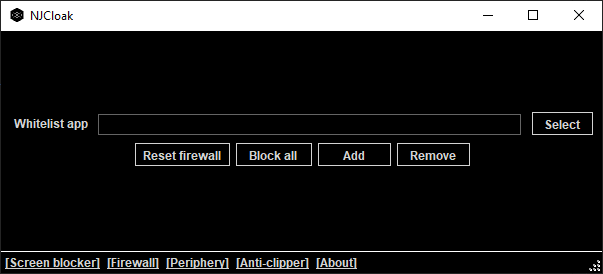 NJCloak
Whitelist app Select
Reset firewall Block all Add Remove
[Screen blocker] [Firewall] [Periphery] [Anti-clipper] [About]